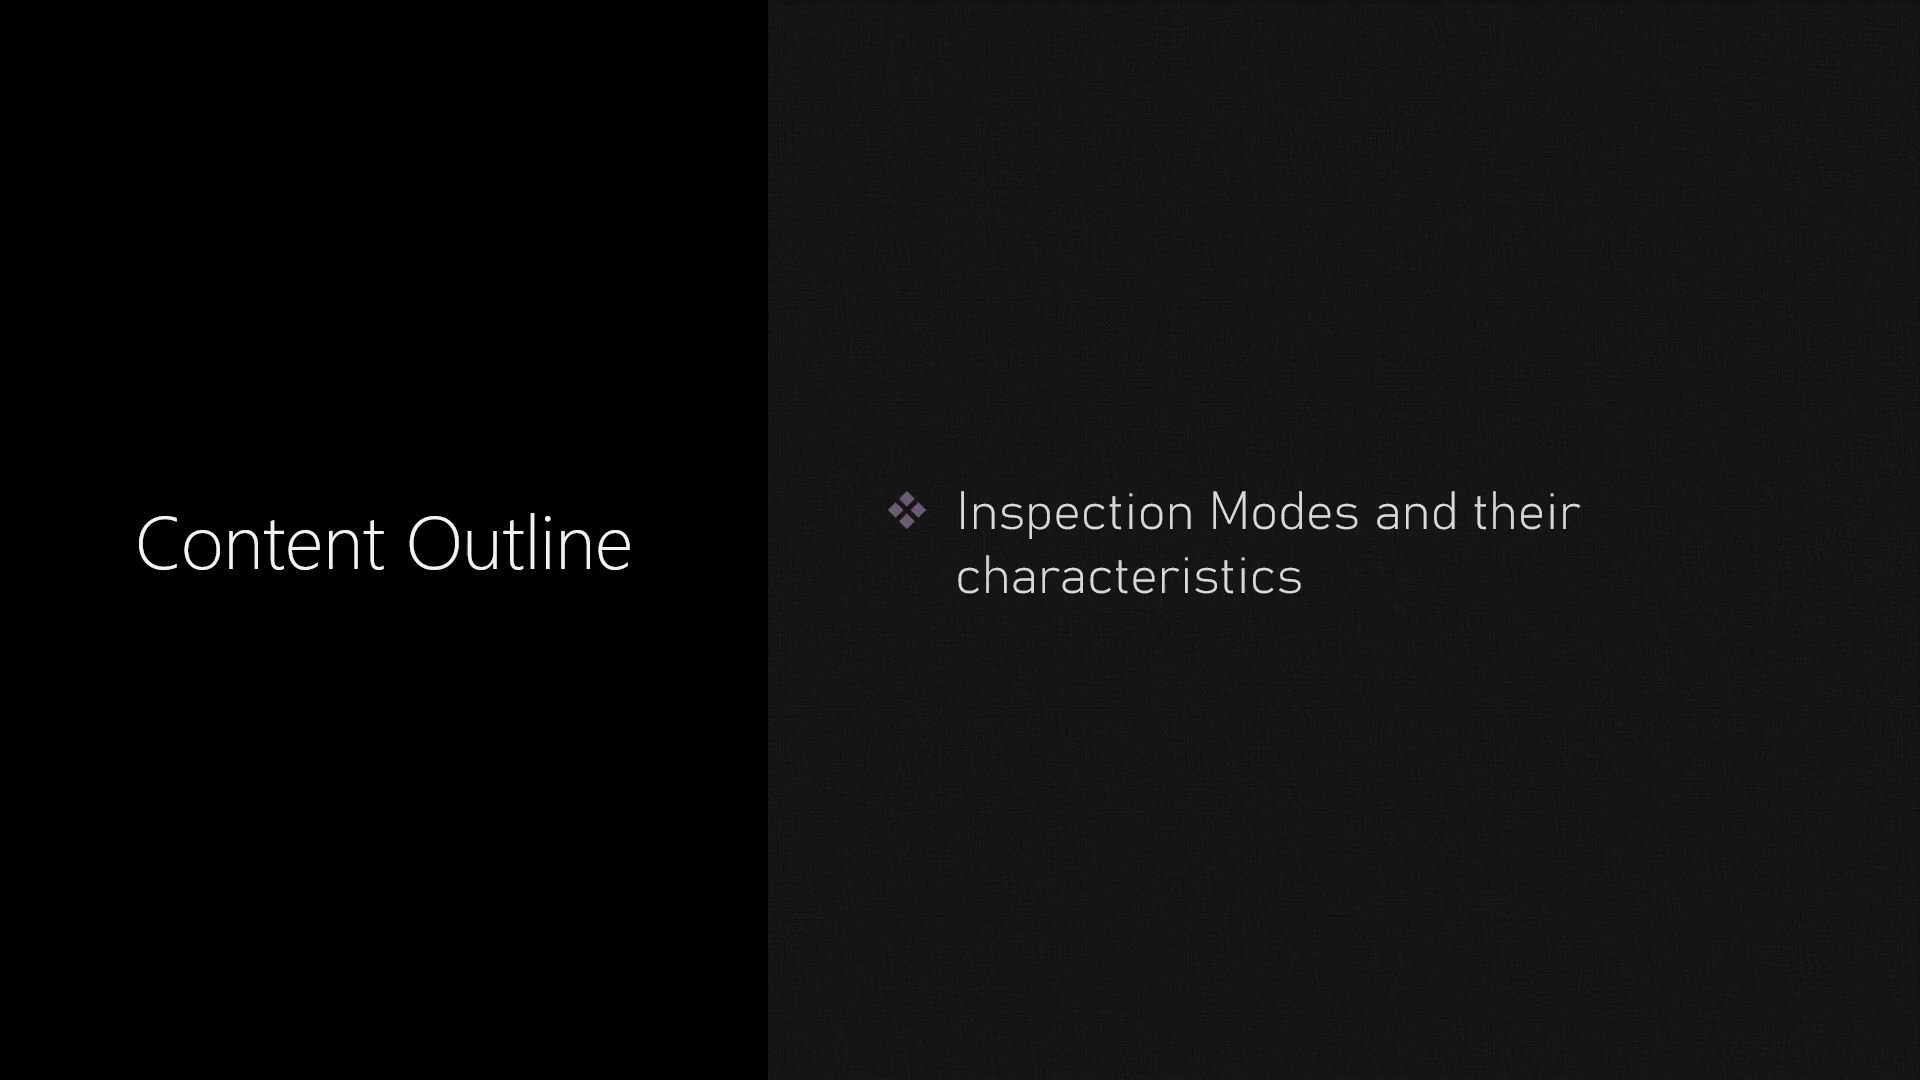 Content Outline
❖ Inspection Modes and their
characteristics